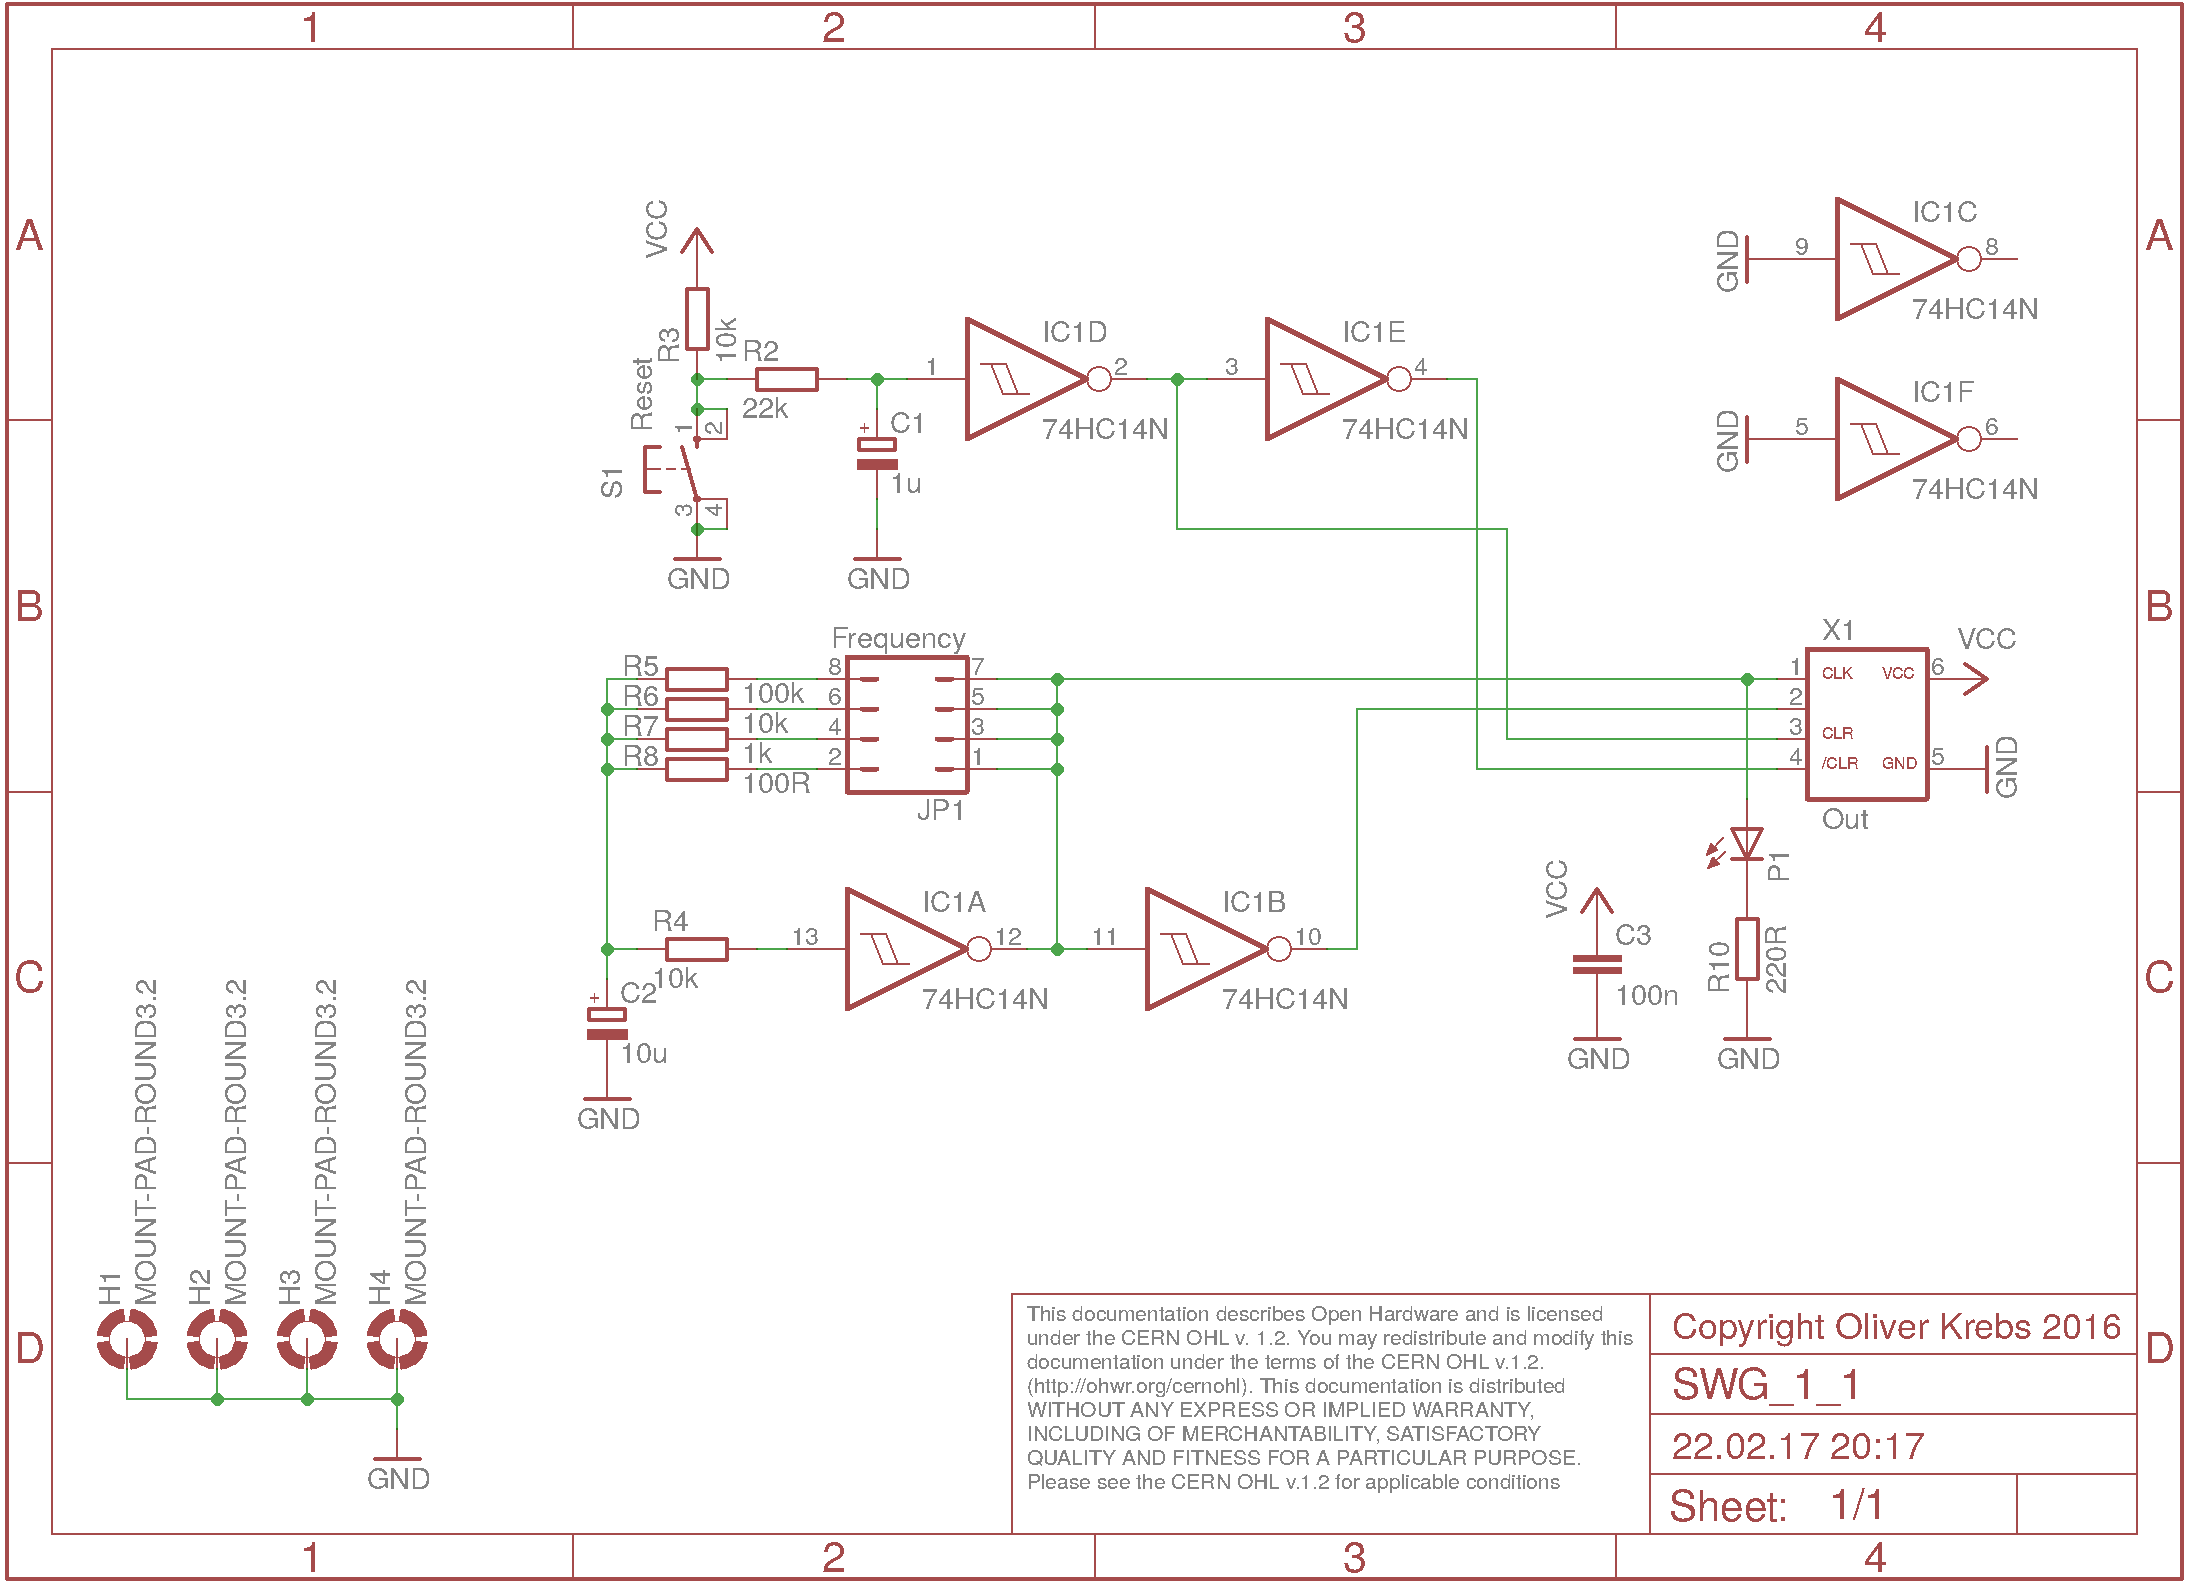 1
2
3
4
A
A
VCC
R3
10k
Reset
S1
1
2
3
4
GND
R2
22k
C1
+
1u
GND
1
IC1D
2
74HC14N
3
IC1E
4
74HC14N
GND
9
IC1C
8
74HC14N
GND
5
IC1F
6
74HC14N
B
B
Frequency
R5
100k
8
7
R6
10k
6
5
R7
1k
4
3
R8
100R
2
1
JP1
X1
VCC
1
CLK
VCC
6
2
3
CLR
4
/CLR
GND
5
GND
Out
C
C
R4
10k
13
IC1A
12
74HC14N
11
IC1B
10
74HC14N
+
C2
10u
GND
VCC
C3
100n
GND
P1
R10
220R
GND
D
D
H1
MOUNT-PAD-ROUND3.2
H2
MOUNT-PAD-ROUND3.2
H3
MOUNT-PAD-ROUND3.2
H4
MOUNT-PAD-ROUND3.2
GND
This documentation describes Open Hardware and is licensed
under the CERN OHL v. 1.2. You may redistribute and modify this
documentation under the terms of the CERN OHL v.1.2.
(http://ohwr.org/cernohl). This documentation is distributed
WITHOUT ANY EXPRESS OR IMPLIED WARRANTY,
INCLUDING OF MERCHANTABILITY, SATISFACTORY
QUALITY AND FITNESS FOR A PARTICULAR PURPOSE.
Please see the CERN OHL v.1.2 for applicable conditions
Copyright Oliver Krebs 2016
SWG_1_1
22.02.17 20:17
Sheet: 1/1
1
2
3
4